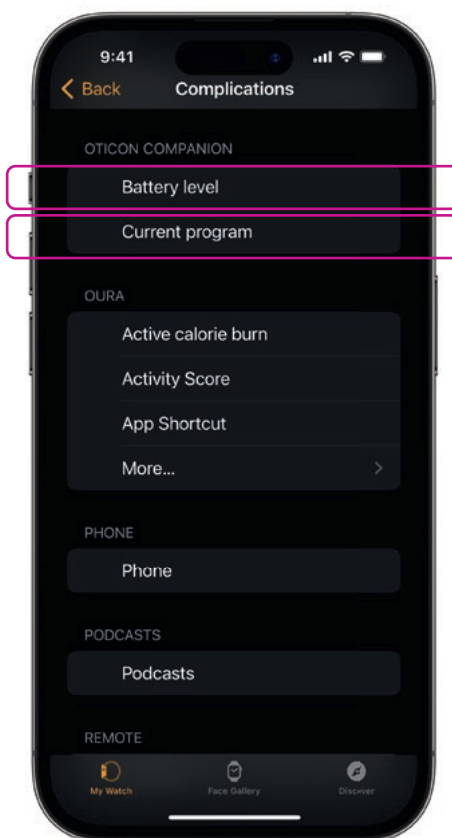 9:41
Back Complications
OTICON COMPANION
Battery level
Current program
OURA
Active calorie burn
Activity Score
App Shortcut
More...
PHONE
Phone
PODCASTS
Podcasts
REMOTE
My Watch Face Gallery Discover